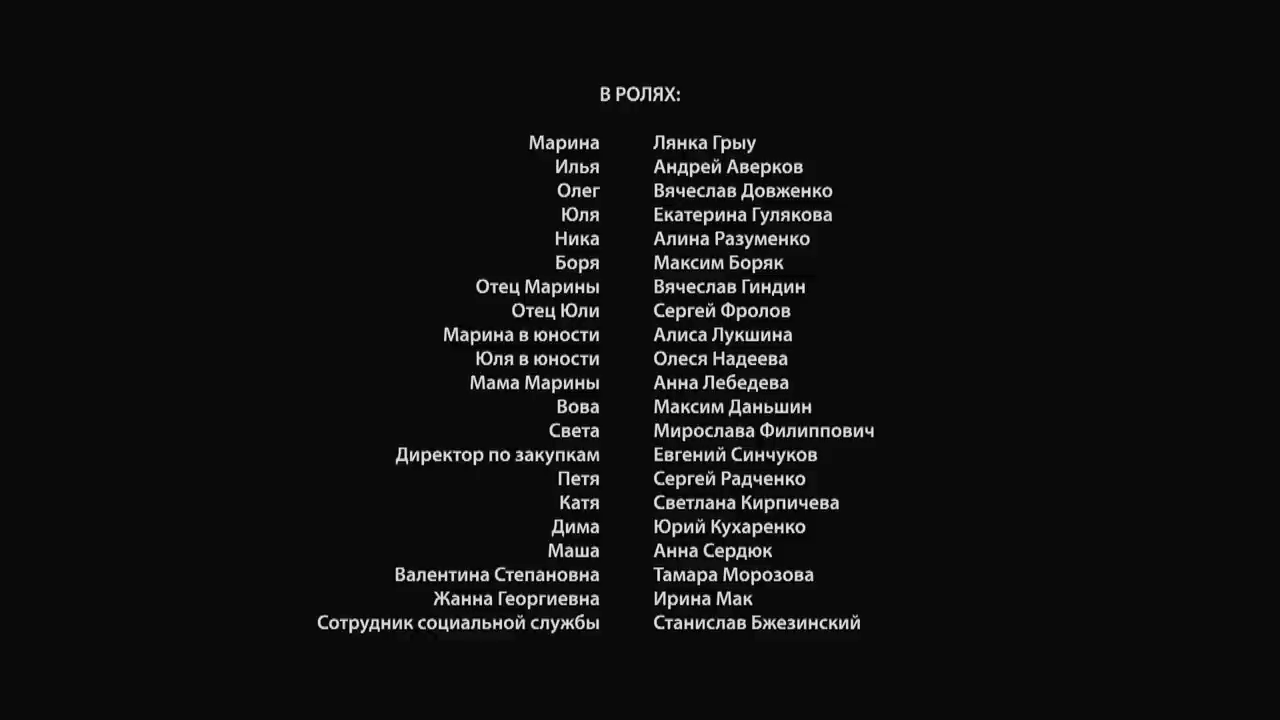 В РОЛЯХ:
Марина Лянка Грыу
Илья Андрей Аверков
Олег Вячеслав Довженко
Юля Екатерина Гулякова
Ника Алина Разуменко
Боря Максим Боряк
Отец Марины Вячеслав Гиндин
Отец Юли Сергей Фролов
Марина в юности Алиса Лукшина
Юля в юности Олеся Надеева
Мама Марины Анна Лебедева
Вова Максим Даньшин
Света Мирослава Филиппович
Директор по закупкам Евгений Синчуков
Петя Сергей Радченко
Катя Светлана Кирпичева
Дима Юрий Кухаренко
Маша Анна Сердюк
Валентина Степановна Тамара Морозова
Жанна Георгиевна Ирина Мак
Сотрудник социальной службы Станислав Бжезинский